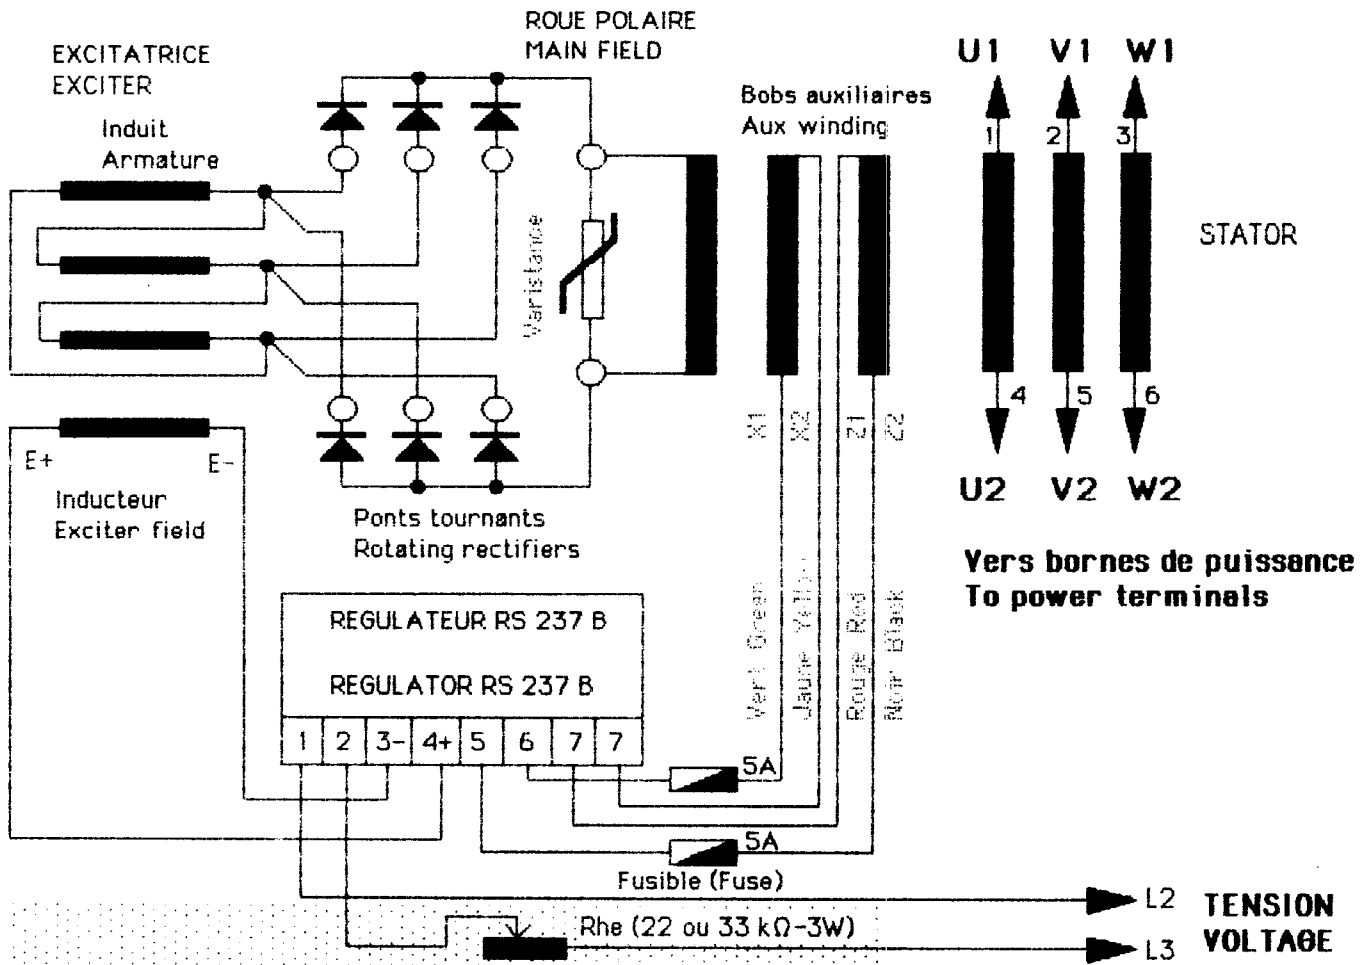 ROUE POLAIRE
MAIN FIELD
EXCITATRICE
EXCITER
Induit
Armature
Bobs auxiliaires
Aux winding
U1 V1 W1
1 2 3
STATOR
Varistance
4 5 6
U2 V2 W2
X1
X2
Z1
Z2
E+ E-
Inducteur
Exciter field
Ponts tournants
Rotating rectifiers
Vers bornes de puissance
To power terminals
Vert Green
Jaune Yellow
Rouge Red
Noir Black
REGULATEUR RS 237 B
REGULATOR RS 237 B
1 2 3- 4+ 5 6 7 7
5A
5A
Fusible (Fuse)
L2
Rhe (22 ou 33 kΩ-3W)
L3
TENSION
VOLTAGE